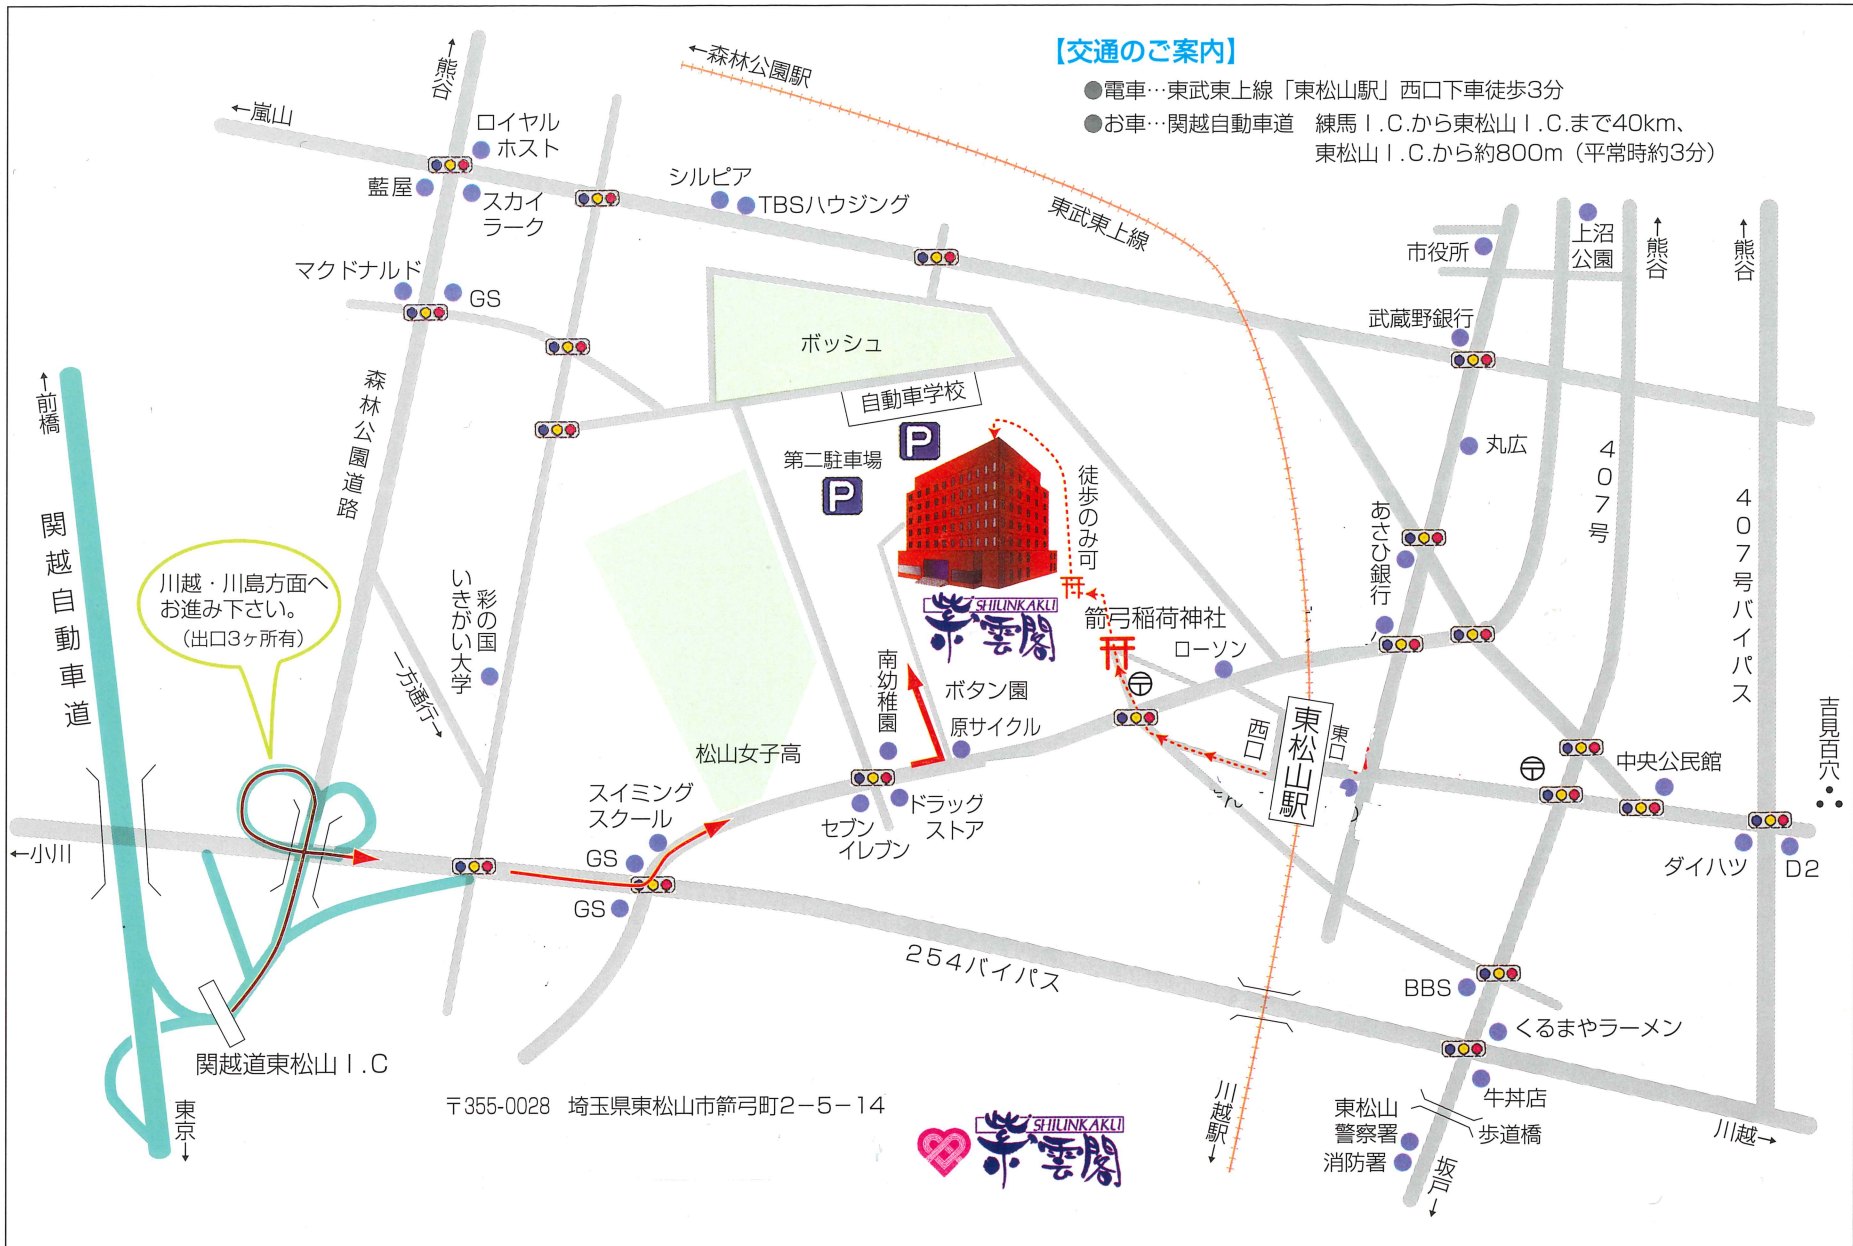 【交通のご案内】
●電車…東武東上線「東松山駅」西口下車徒歩3分
●お車…関越自動車道　練馬I.C.から東松山I.C.まで40km、
東松山I.C.から約800m（平常時約3分）
←森林公園駅
↑熊谷
←嵐山
ロイヤル
ホスト
藍屋
スカイ
ラーク
シルピア
TBSハウジング
東武東上線
市役所
上沼
公園
↑熊谷
↑熊谷
マクドナルド
GS
武蔵野銀行
ボッシュ
自動車学校
↑前橋
森林公園道路
P
第二駐車場
P
徒歩のみ可
丸広
407号
407号バイパス
関越自動車道
あさひ銀行
川越・川島方面へ
お進み下さい。
（出口3ヶ所有）
彩の国
いきがい大学
一方通行→
SHIUNKAKU
紫雲閣
箭弓稲荷神社
ローソン
南幼稚園
ボタン園
原サイクル
〒
西口
東松山駅
東口
吉見百穴
松山女子高
〒
中央公民館
スイミング
スクール
ドラッグ
ストア
セブン
イレブン
←小川
GS
GS
ダイハツ
D2
254バイパス
BBS
くるまやラーメン
関越道東松山I.C
東京→
〒355-0028　埼玉県東松山市箭弓町2−5−14
川越駅→
東松山
警察署
消防署
牛丼店
歩道橋
川越→
坂戸→
SHIUNKAKU
紫雲閣